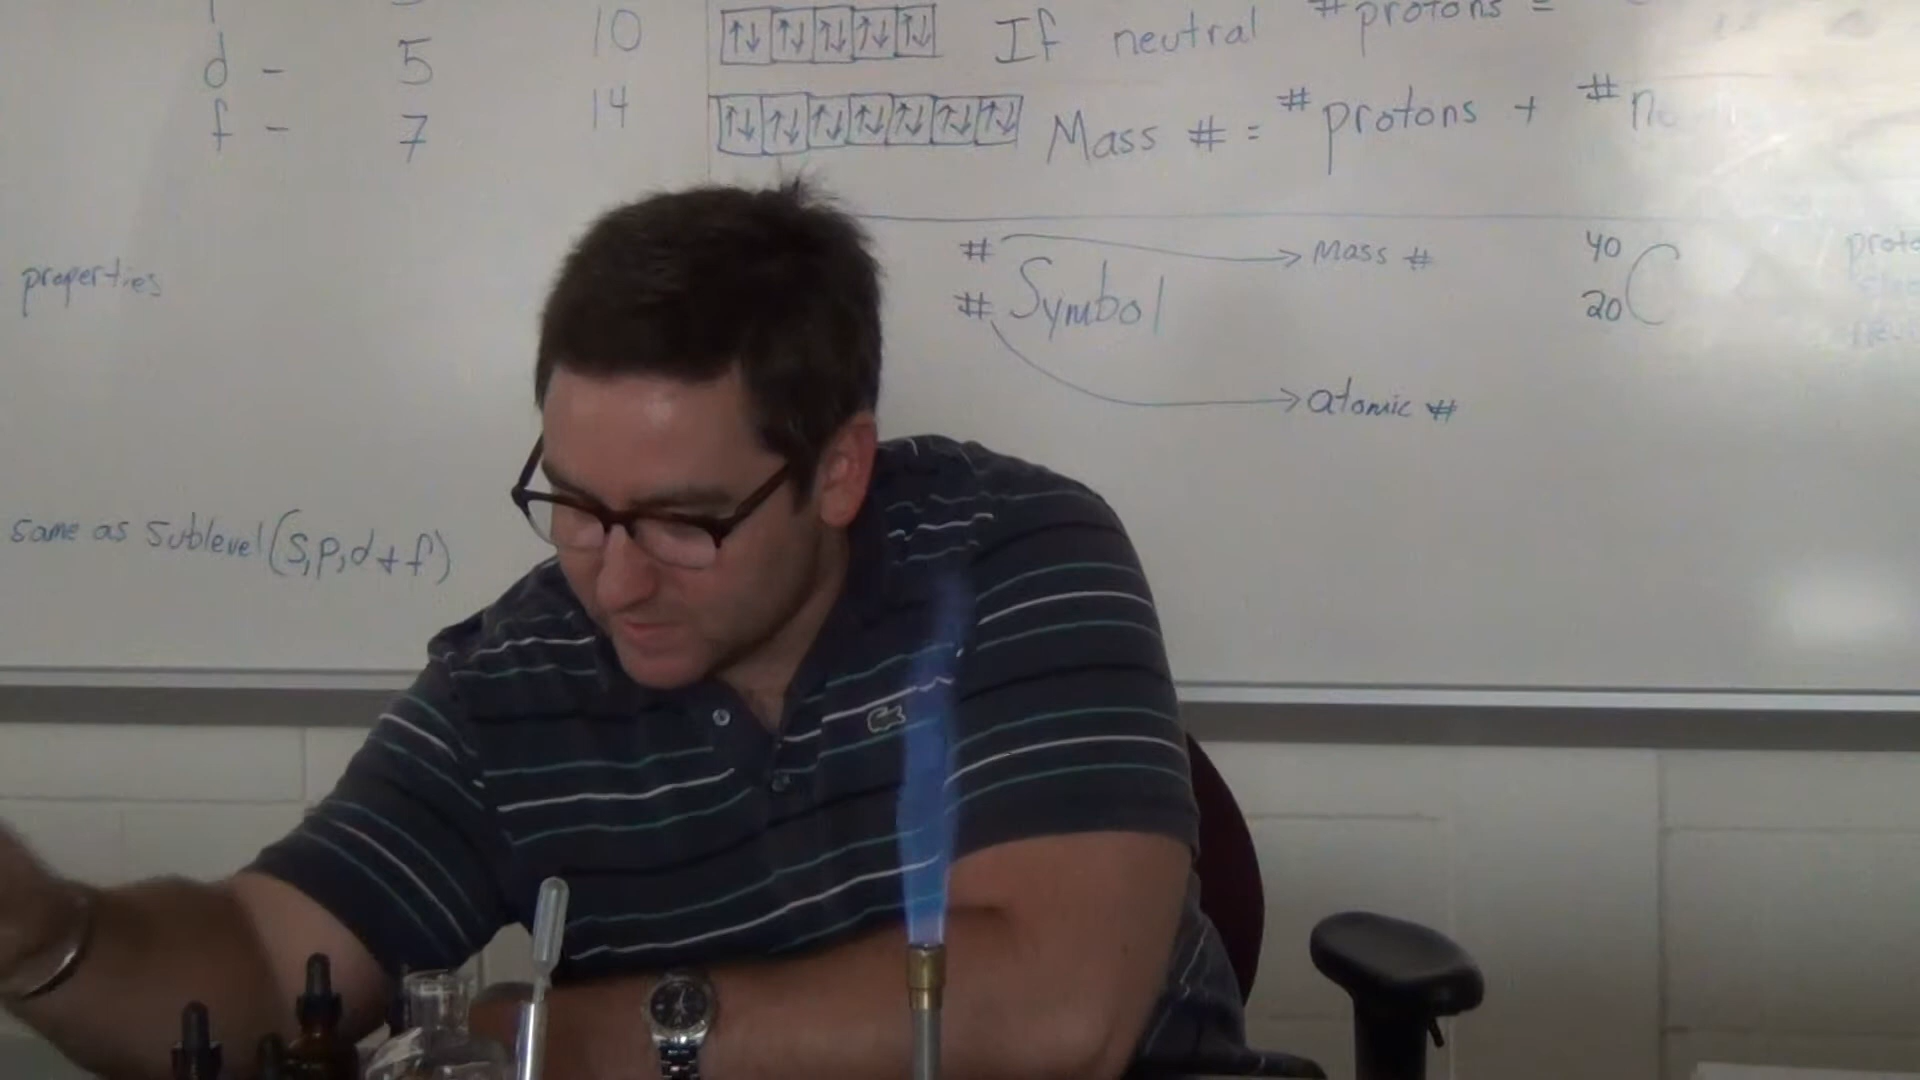 10 If neutral # protons =
d - 5
f - 7 14 Mass # = # protons + #
# Mass # 40
# Symbol 20 C
properties
atomic #
same as sublevel (s,p,d + f)